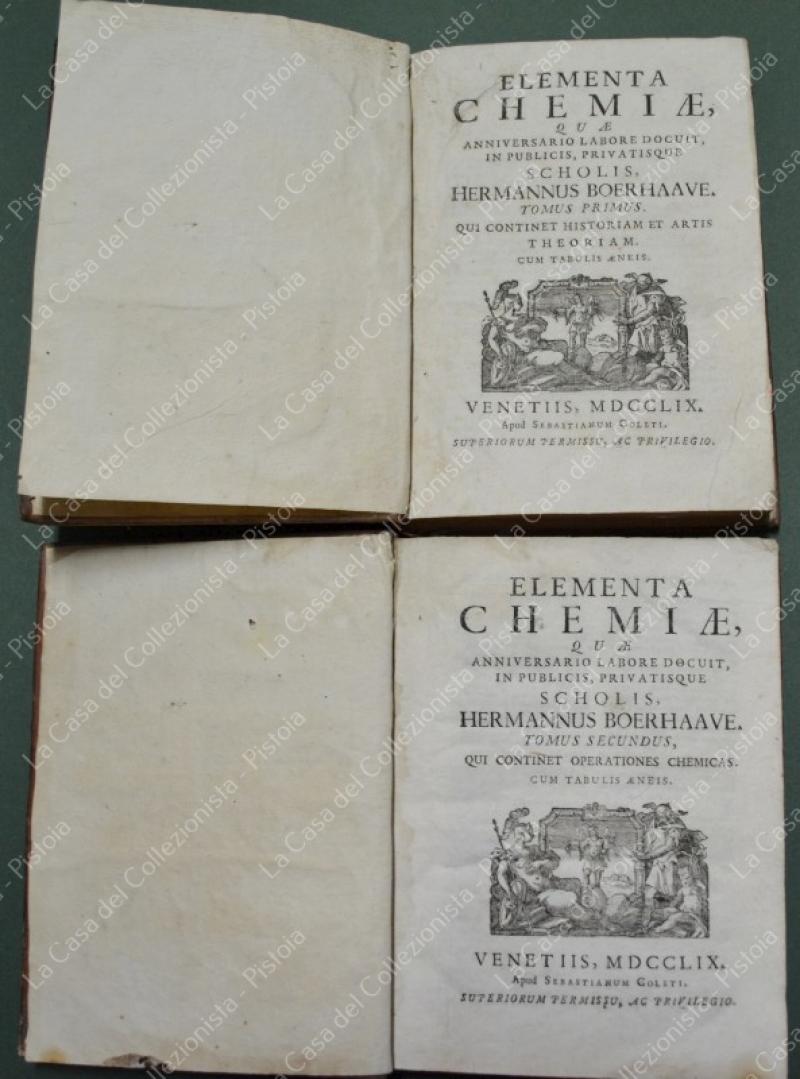 ELEMENTA
CHEMIÆ,
QUÆ
ANNIVERSARIO LABORE DOCUIT,
IN PUBLICIS, PRIVATISQUE
SCHOLIS,
HERMANNUS BOERHAAVE.
TOMUS PRIMUS.
QUI CONTINET HISTORIAM ET ARTIS
THEORIAM.
CUM TABULIS ÆNEIS.
VENETIIS, MDCCLIX.
Apud SEBASTIANUM COLETI.
SUPERIORUM PERMISSU, AC PRIVILEGIO.
ELEMENTA
CHEMIÆ,
QUÆ
ANNIVERSARIO LABORE DOCUIT,
IN PUBLICIS, PRIVATISQUE
SCHOLIS,
HERMANNUS BOERHAAVE.
TOMUS SECUNDUS,
QUI CONTINET OPERATIONES CHEMICAS.
CUM TABULIS ÆNEIS.
VENETIIS, MDCCLIX.
Apud SEBASTIANUM COLETI.
SUPERIORUM PERMISSU, AC PRIVILEGIO.
La Casa del Collezionista - Pistoia